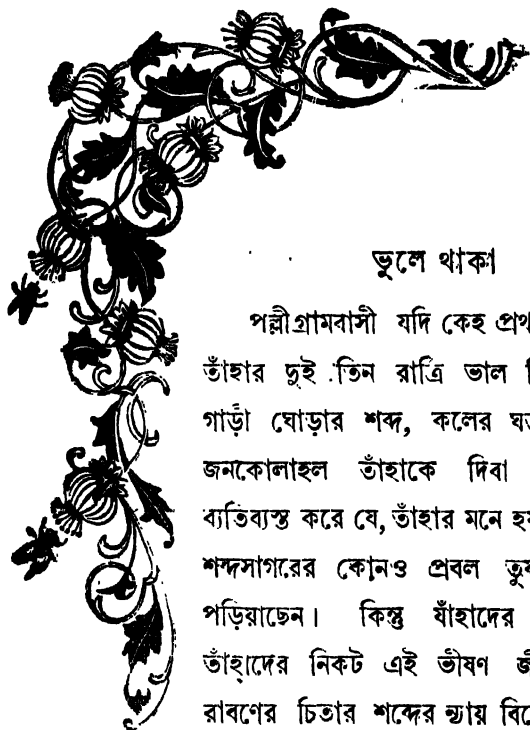 ভুলে থাকা
পল্লীগ্রামবাসী যদি কেহ
তাঁহার দুই তিন রাত্রি ভাল
গাড়ী ঘোড়ার শব্দ, কলের
জনকোলাহল তাঁহাকে দিবা
ব্যতিব্যস্ত করে যে, তাঁহার মনে
শব্দসাগরের কোনও প্রবল
পড়িয়াছেন। কিন্তু যাঁহাদের
তাঁহাদের নিকট এই ভীষণ
রাবণের চিতার শব্দের ন্যায়